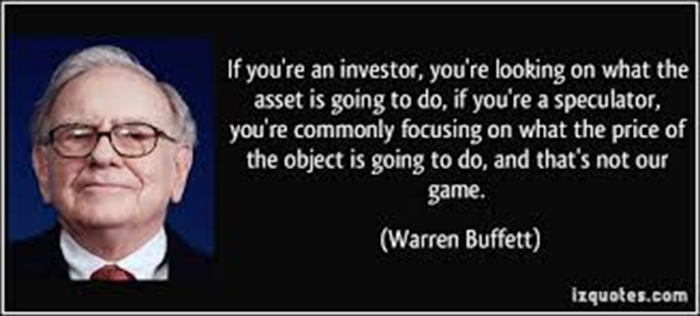 If you're an investor, you're looking on what the
asset is going to do, if you're a speculator,
you're commonly focusing on what the price of
the object is going to do, and that's not our
game.
(Warren Buffett)
izquotes.com